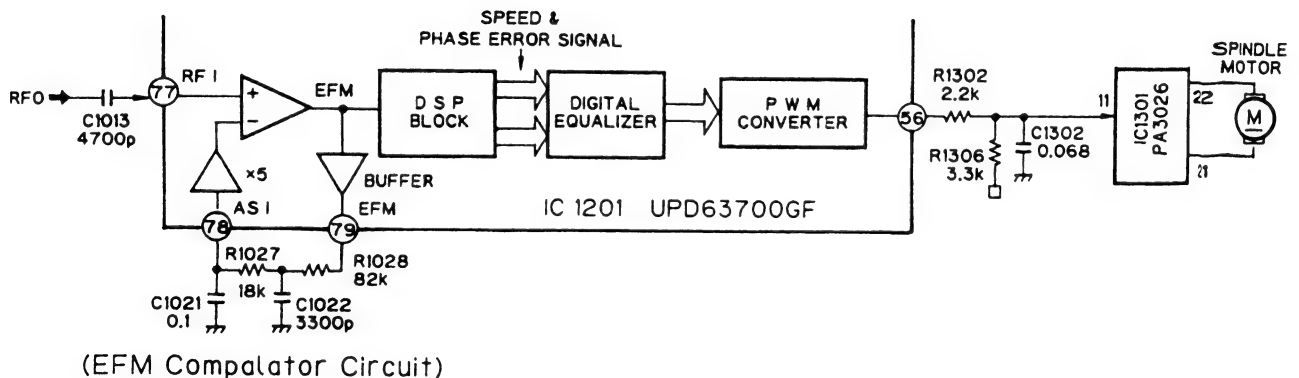 SPEED &
PHASE ERROR SIGNAL
RFO
C1013
4700p
77
RF I
+
−
EFM
D S P
BLOCK
DIGITAL
EQUALIZER
P W M
CONVERTER
56
R1302
2.2k
R1306
3.3k
C1302
0.068
11
IC1301
PA3026
22
21
SPINDLE
MOTOR
M
×5
BUFFER
AS I
EFM
78
79
IC 1201 UPD63700GF
R1027
18k
R1028
82k
C1021
0.1
C1022
3300p
(EFM Compalator Circuit)